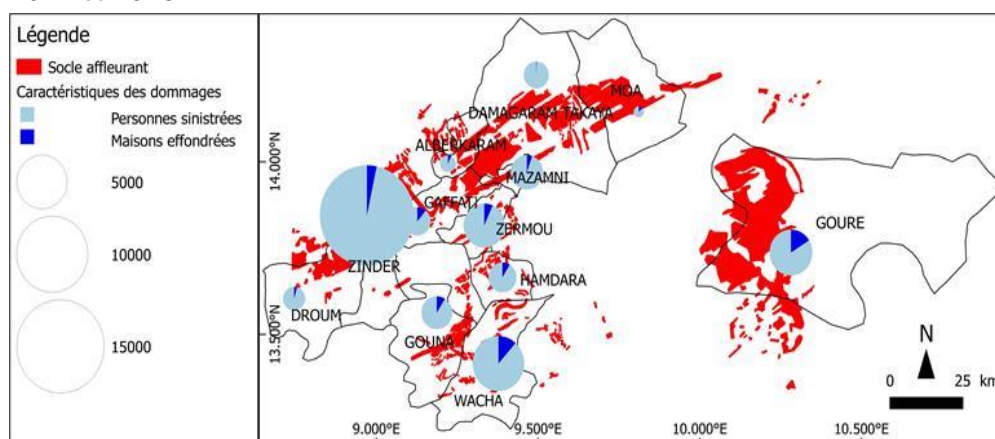 Légende
Socle affleurant
Caractéristiques des dommages
Personnes sinistrées
Maisons effondrées
5000
10000
15000
14.000°N
13.500°N
MOA
DAMAGARAM TAKAYA
ALBERKARAM
MAZAMNI
GAFFATI
ZERMOU
GOURE
ZINDER
HAMDARA
DROUM
GOUNA
WACHA
N
0 25 km
9.000°E 9.500°E 10.000°E 10.500°E